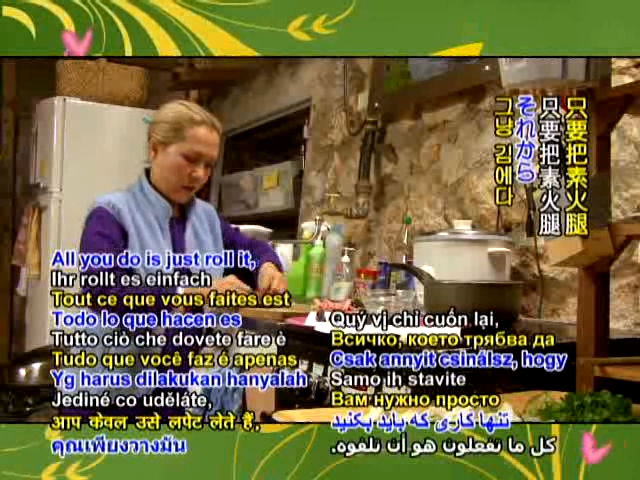 只要把素火腿
只要把素火腿
それから
그냥 김에다
All you do is just roll it,
Ihr rollt es einfach
Tout ce que vous faites est
Todo lo que hacen es
Tutto ciò che dovete fare è
Tudo que você faz é apenas
Yg harus dilakukan hanyalah
Jediné co uděláte,
आप केवल उसे लपेट लेते हैं,
คุณเพียงวางมัน
Quý vị chỉ cuốn lại,
Всичко, което трябва да
Csak annyit csinálsz, hogy
Samo ih stavite
Вам нужно просто
تنها کاری که باید بکنید
كل ما تفعلون هو أن تلفوه.